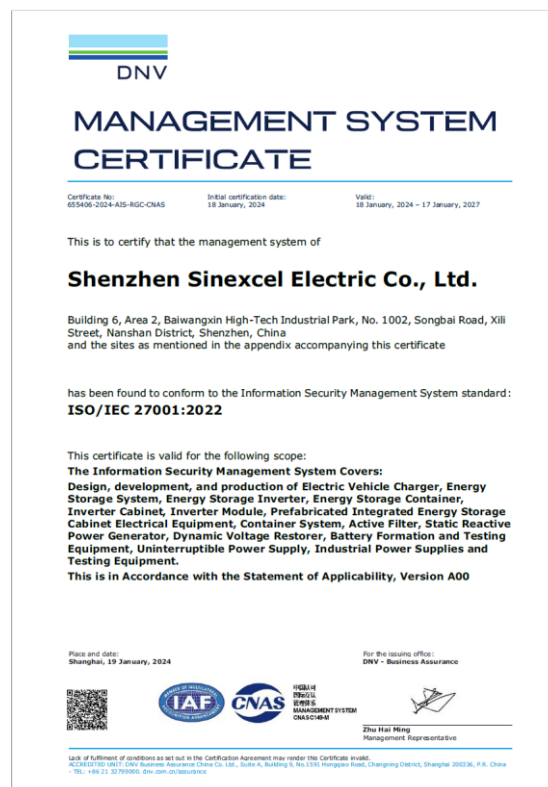 DNV
MANAGEMENT SYSTEM
CERTIFICATE
Certificate No:
655406-2024-AIS-RGC-CNAS
Initial certification date:
18 January, 2024
Valid:
18 January, 2024 – 17 January, 2027
This is to certify that the management system of
Shenzhen Sinexcel Electric Co., Ltd.
Building 6, Area 2, Baiwangxin High-Tech Industrial Park, No. 1002, Songbai Road, Xili
Street, Nanshan District, Shenzhen, China
and the sites as mentioned in the appendix accompanying this certificate
has been found to conform to the Information Security Management System standard:
ISO/IEC 27001:2022
This certificate is valid for the following scope:
The Information Security Management System Covers:
Design, development, and production of Electric Vehicle Charger, Energy
Storage System, Energy Storage Inverter, Energy Storage Container,
Inverter Cabinet, Inverter Module, Prefabricated Integrated Energy Storage
Cabinet Electrical Equipment, Container System, Active Filter, Static Reactive
Power Generator, Dynamic Voltage Restorer, Battery Formation and Testing
Equipment, Uninterruptible Power Supply, Industrial Power Supplies and
Testing Equipment.
This is in Accordance with the Statement of Applicability, Version A00
Place and date:
Shanghai, 19 January, 2024
For the issuing office:
DNV - Business Assurance
IAF
CNAS
中国认可
国际互认
管理体系
MANAGEMENT SYSTEM
CNAS C149-M
Zhu Hai Ming
Management Representative
Lack of fulfilment of conditions as set out in the Certification Agreement may render this Certificate invalid.
ACCREDITED UNIT: DNV Business Assurance China Co. Ltd., Suite A, Building 9, No.1591 Hongqiao Road, Changning District, Shanghai 200336, P.R. China
- TEL: +86 21 32799000. dnv.com.cn/assurance